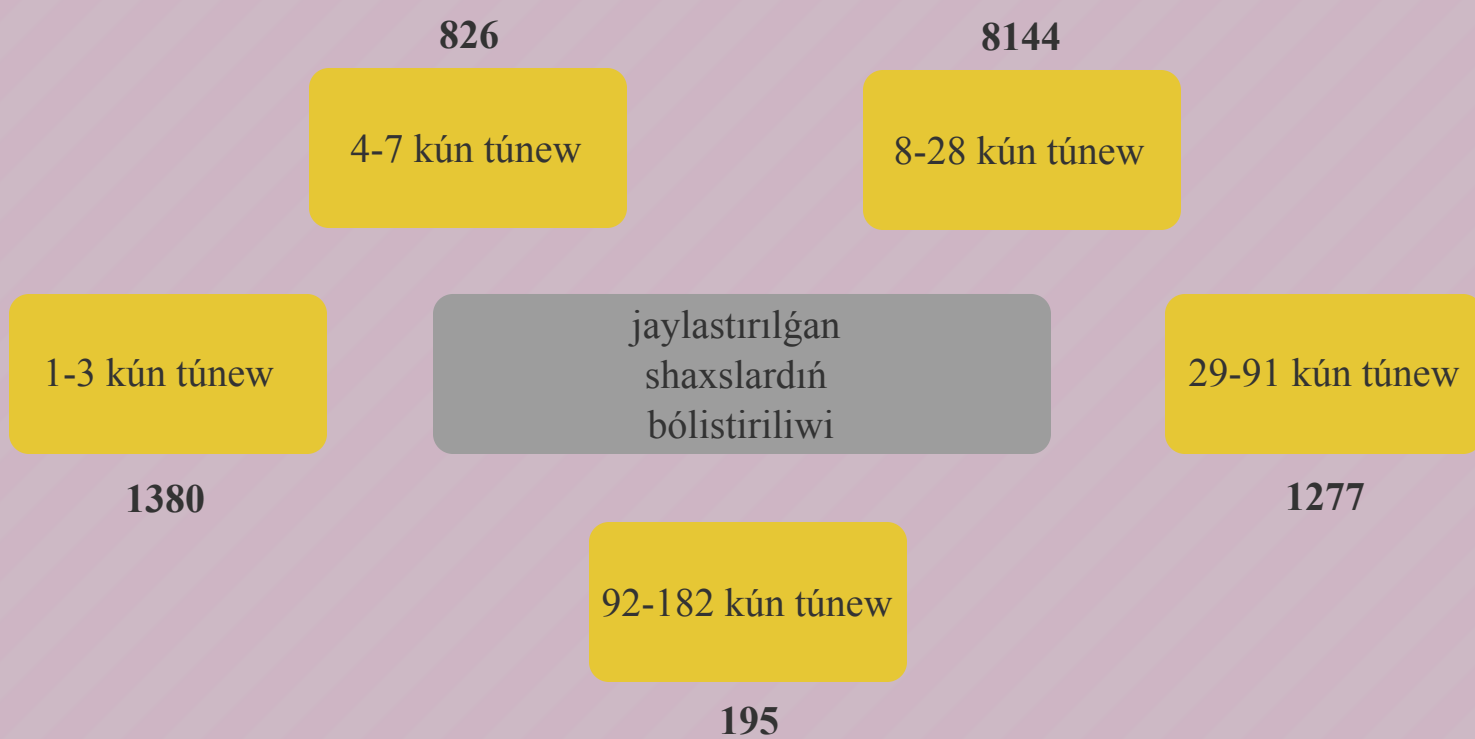 826
8144
4-7 kún túnew
8-28 kún túnew
1-3 kún túnew
jaylastırılǵan
shaxslardıń
bólistiriliwi
29-91 kún túnew
1380
1277
92-182 kún túnew
195